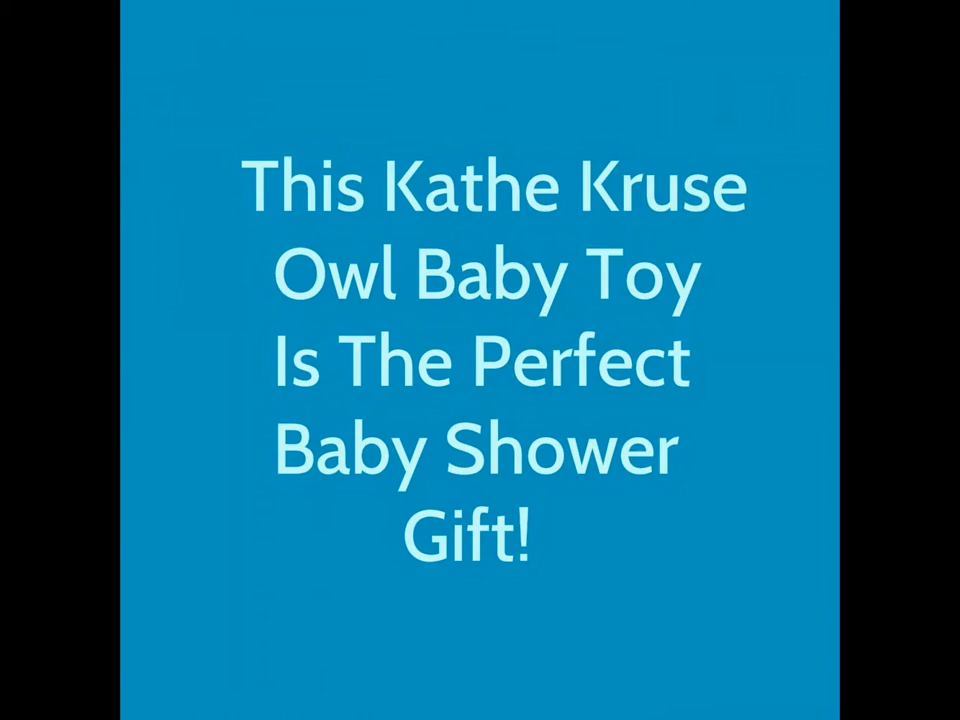 This Kathe Kruse
Owl Baby Toy
Is The Perfect
Baby Shower
Gift!